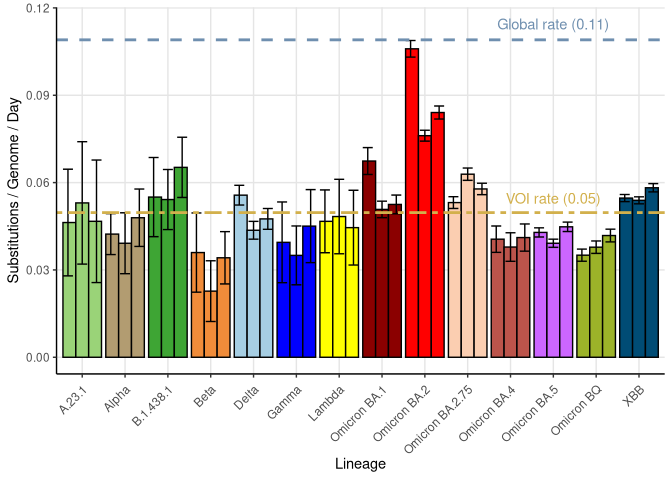 0.12
0.09
0.06
0.03
0.00
Substitutions / Genome / Day
Global rate (0.11)
VOI rate (0.05)
A.23.1
Alpha
B.1.438.1
Beta
Delta
Gamma
Lambda
Omicron BA.1
Omicron BA.2
Omicron BA.2.75
Omicron BA.4
Omicron BA.5
Omicron BQ
XBB
Lineage